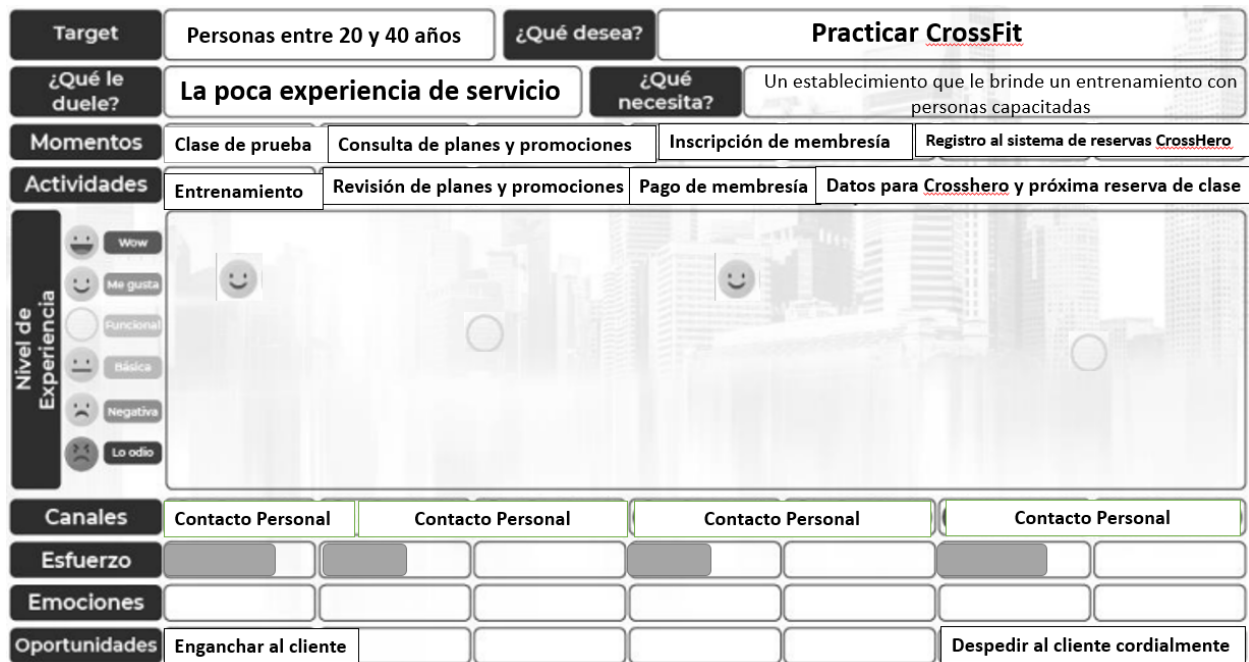 Target
Personas entre 20 y 40 años
¿Qué desea?
Practicar CrossFit
¿Qué le
duele?
La poca experiencia de servicio
¿Qué
necesita?
Un establecimiento que le brinde un entrenamiento con
personas capacitadas
Momentos
Clase de prueba
Consulta de planes y promociones
Inscripción de membresía
Registro al sistema de reservas CrossHero
Actividades
Entrenamiento
Revisión de planes y promociones
Pago de membresía
Datos para Crosshero y próxima reserva de clase
Nivel de
Experiencia
Wow
Me gusta
Funcional
Básica
Negativa
Lo odio
Canales
Contacto Personal
Contacto Personal
Contacto Personal
Contacto Personal
Esfuerzo
Emociones
Oportunidades
Enganchar al cliente
Despedir al cliente cordialmente